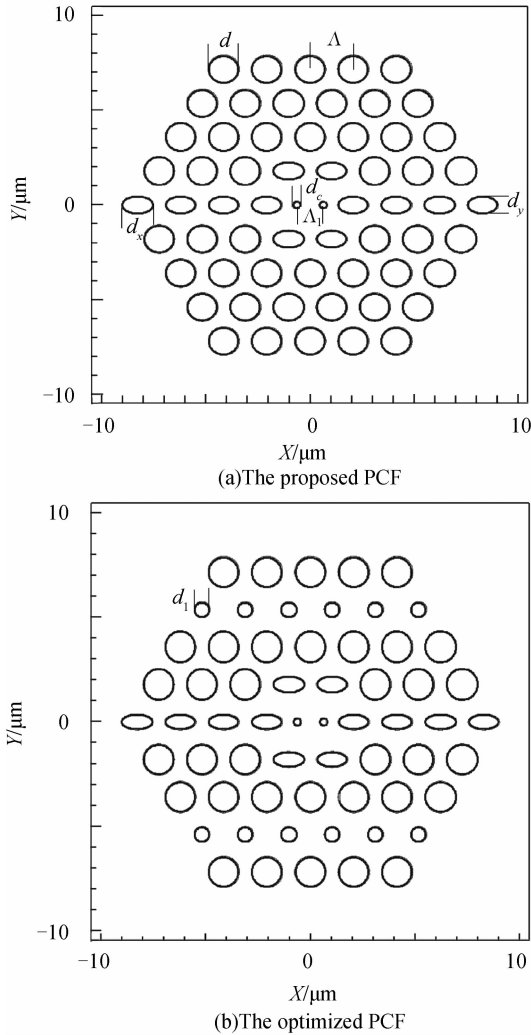 10
d
Λ
Y/μm
0
d_c
Λ_1
d_x
d_y
−10
−10
0
10
X/μm
(a)The proposed PCF
10
d_1
Y/μm
0
−10
−10
0
10
X/μm
(b)The optimized PCF